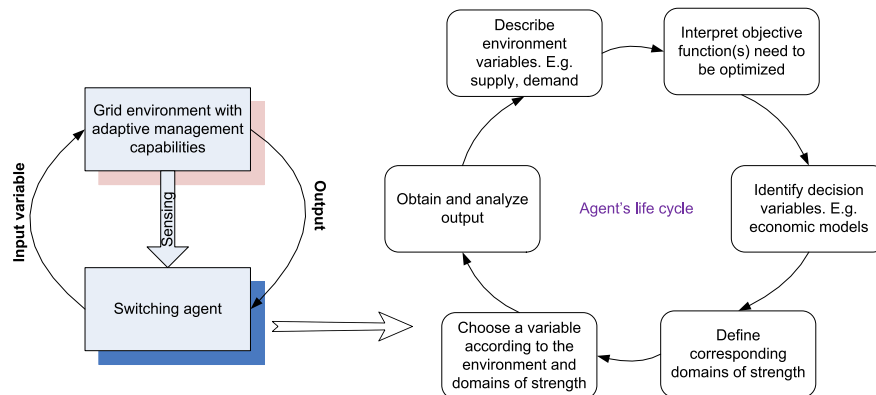 Grid environment with
adaptive management
capabilities
Input variable
Sensing
Output
Switching agent
Describe
environment
variables. E.g.
supply, demand
Interpret objective
function(s) need to
be optimized
Identify decision
variables. E.g.
economic models
Define
corresponding
domains of strength
Choose a variable
according to the
environment and
domains of strength
Obtain and analyze
output
Agent's life cycle